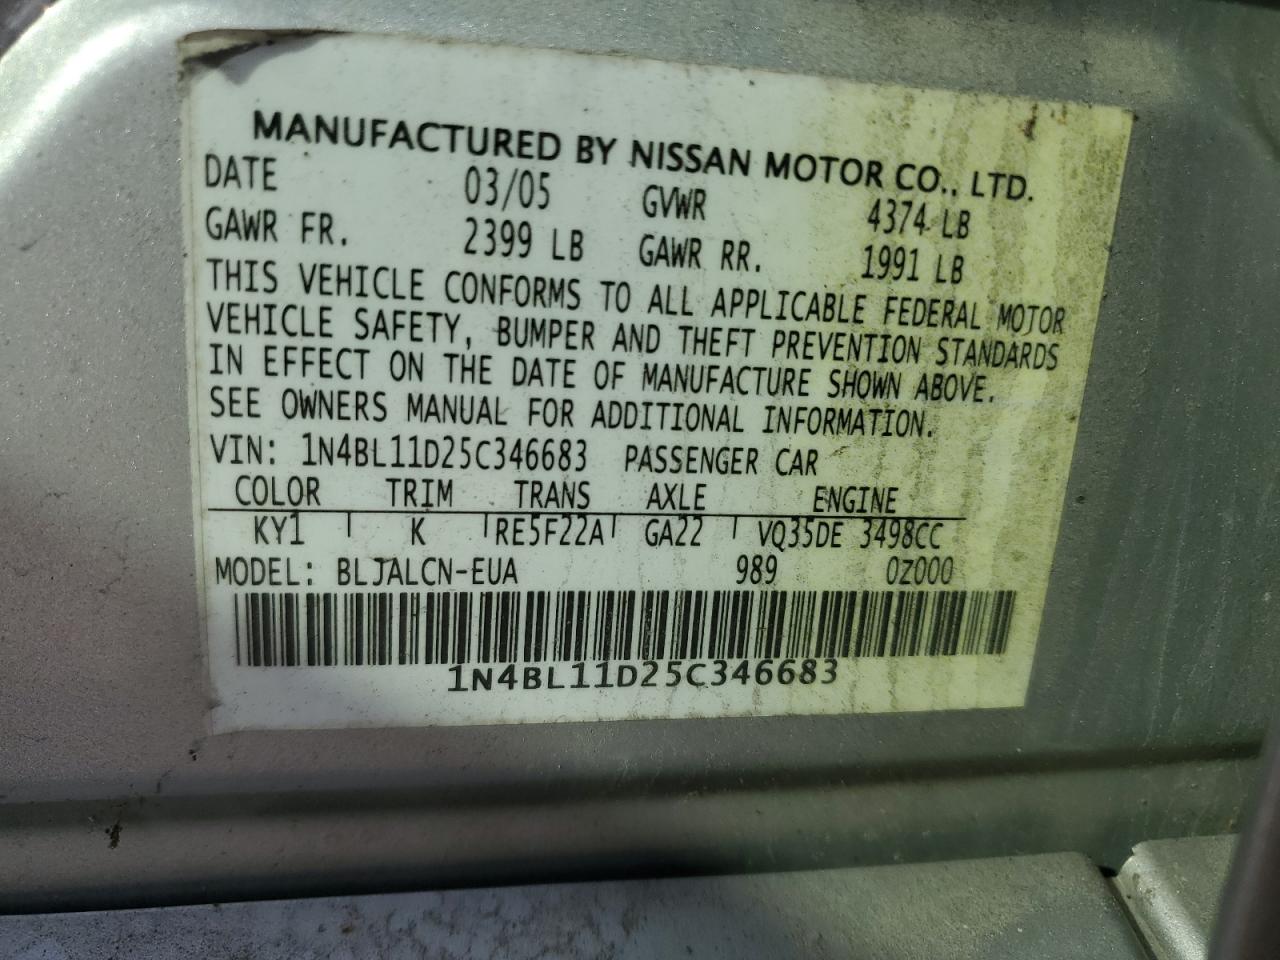 MANUFACTURED BY NISSAN MOTOR CO., LTD.
DATE 03/05 GVWR 4374 LB
GAWR FR. 2399 LB GAWR RR. 1991 LB
THIS VEHICLE CONFORMS TO ALL APPLICABLE FEDERAL MOTOR
VEHICLE SAFETY, BUMPER AND THEFT PREVENTION STANDARDS
IN EFFECT ON THE DATE OF MANUFACTURE SHOWN ABOVE.
SEE OWNERS MANUAL FOR ADDITIONAL INFORMATION.
VIN: 1N4BL11D25C346683 PASSENGER CAR
COLOR TRIM TRANS AXLE ENGINE
KY1 K RE5F22A GA22 VQ35DE 3498CC
MODEL: BLJALCN-EUA 989 0Z000
1N4BL11D25C346683